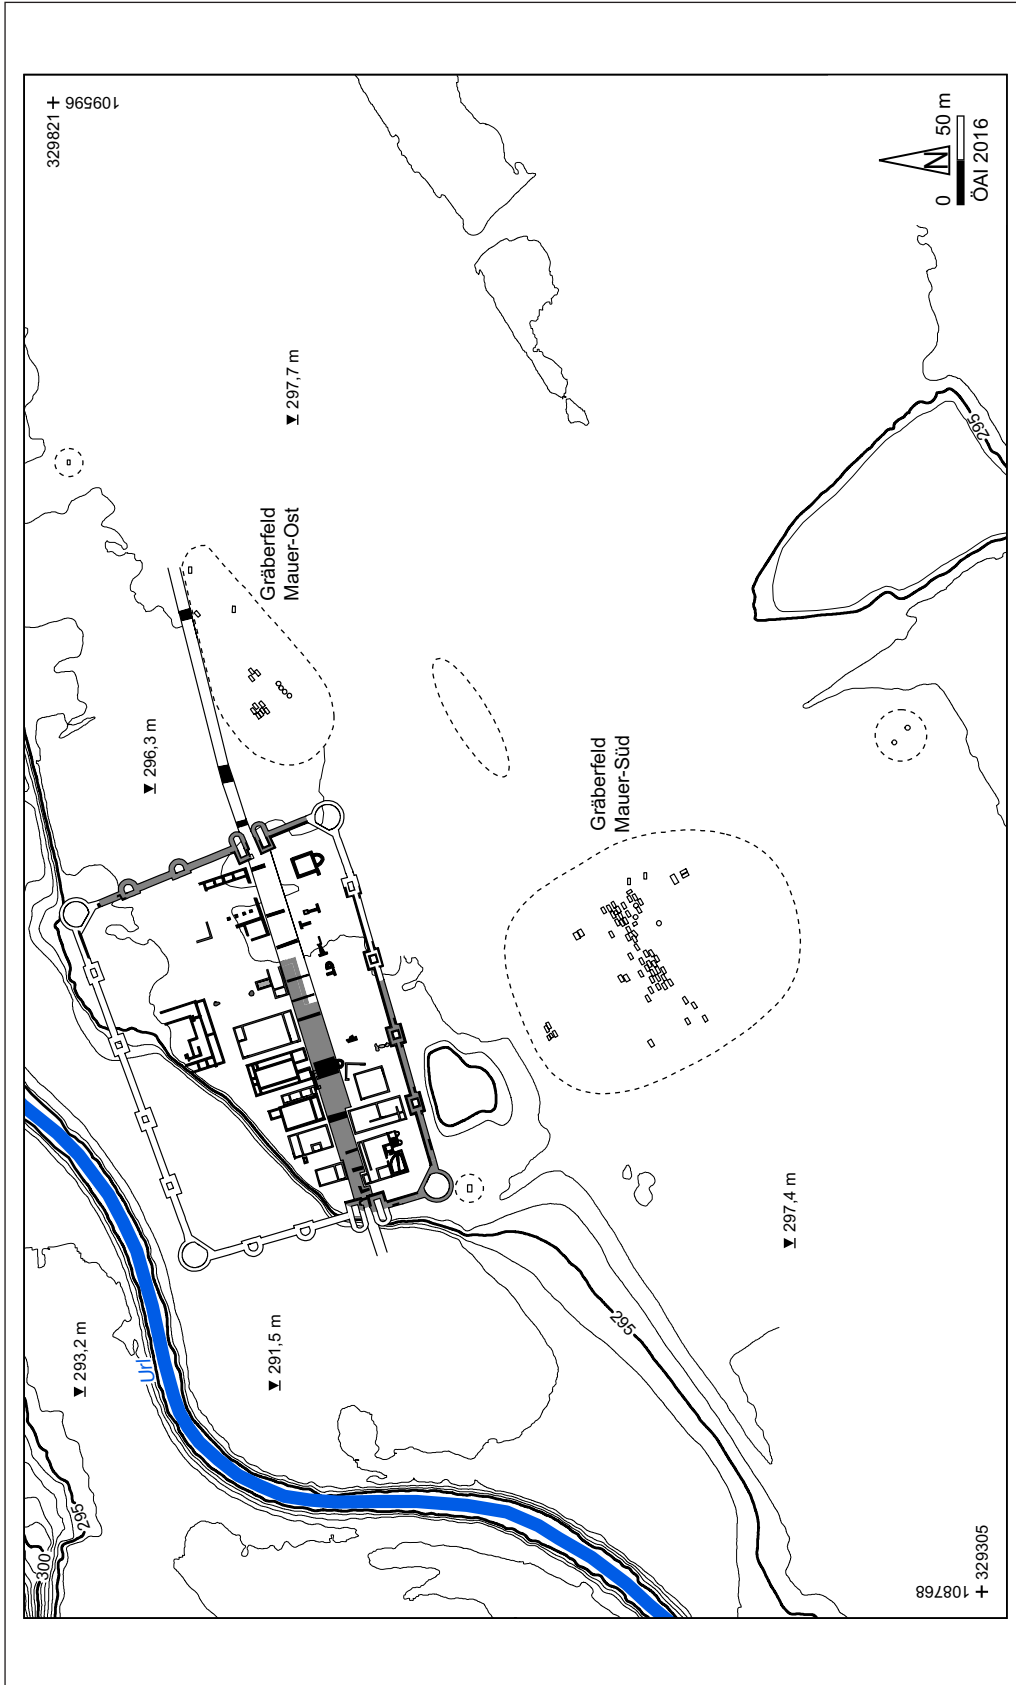 329821
109596
0 50 m
N
ÖAI 2016
297,7 m
295
Gräberfeld
Mauer-Ost
296,3 m
Gräberfeld
Mauer-Süd
297,4 m
295
293,2 m
Url
291,5 m
295
300
108768
329305